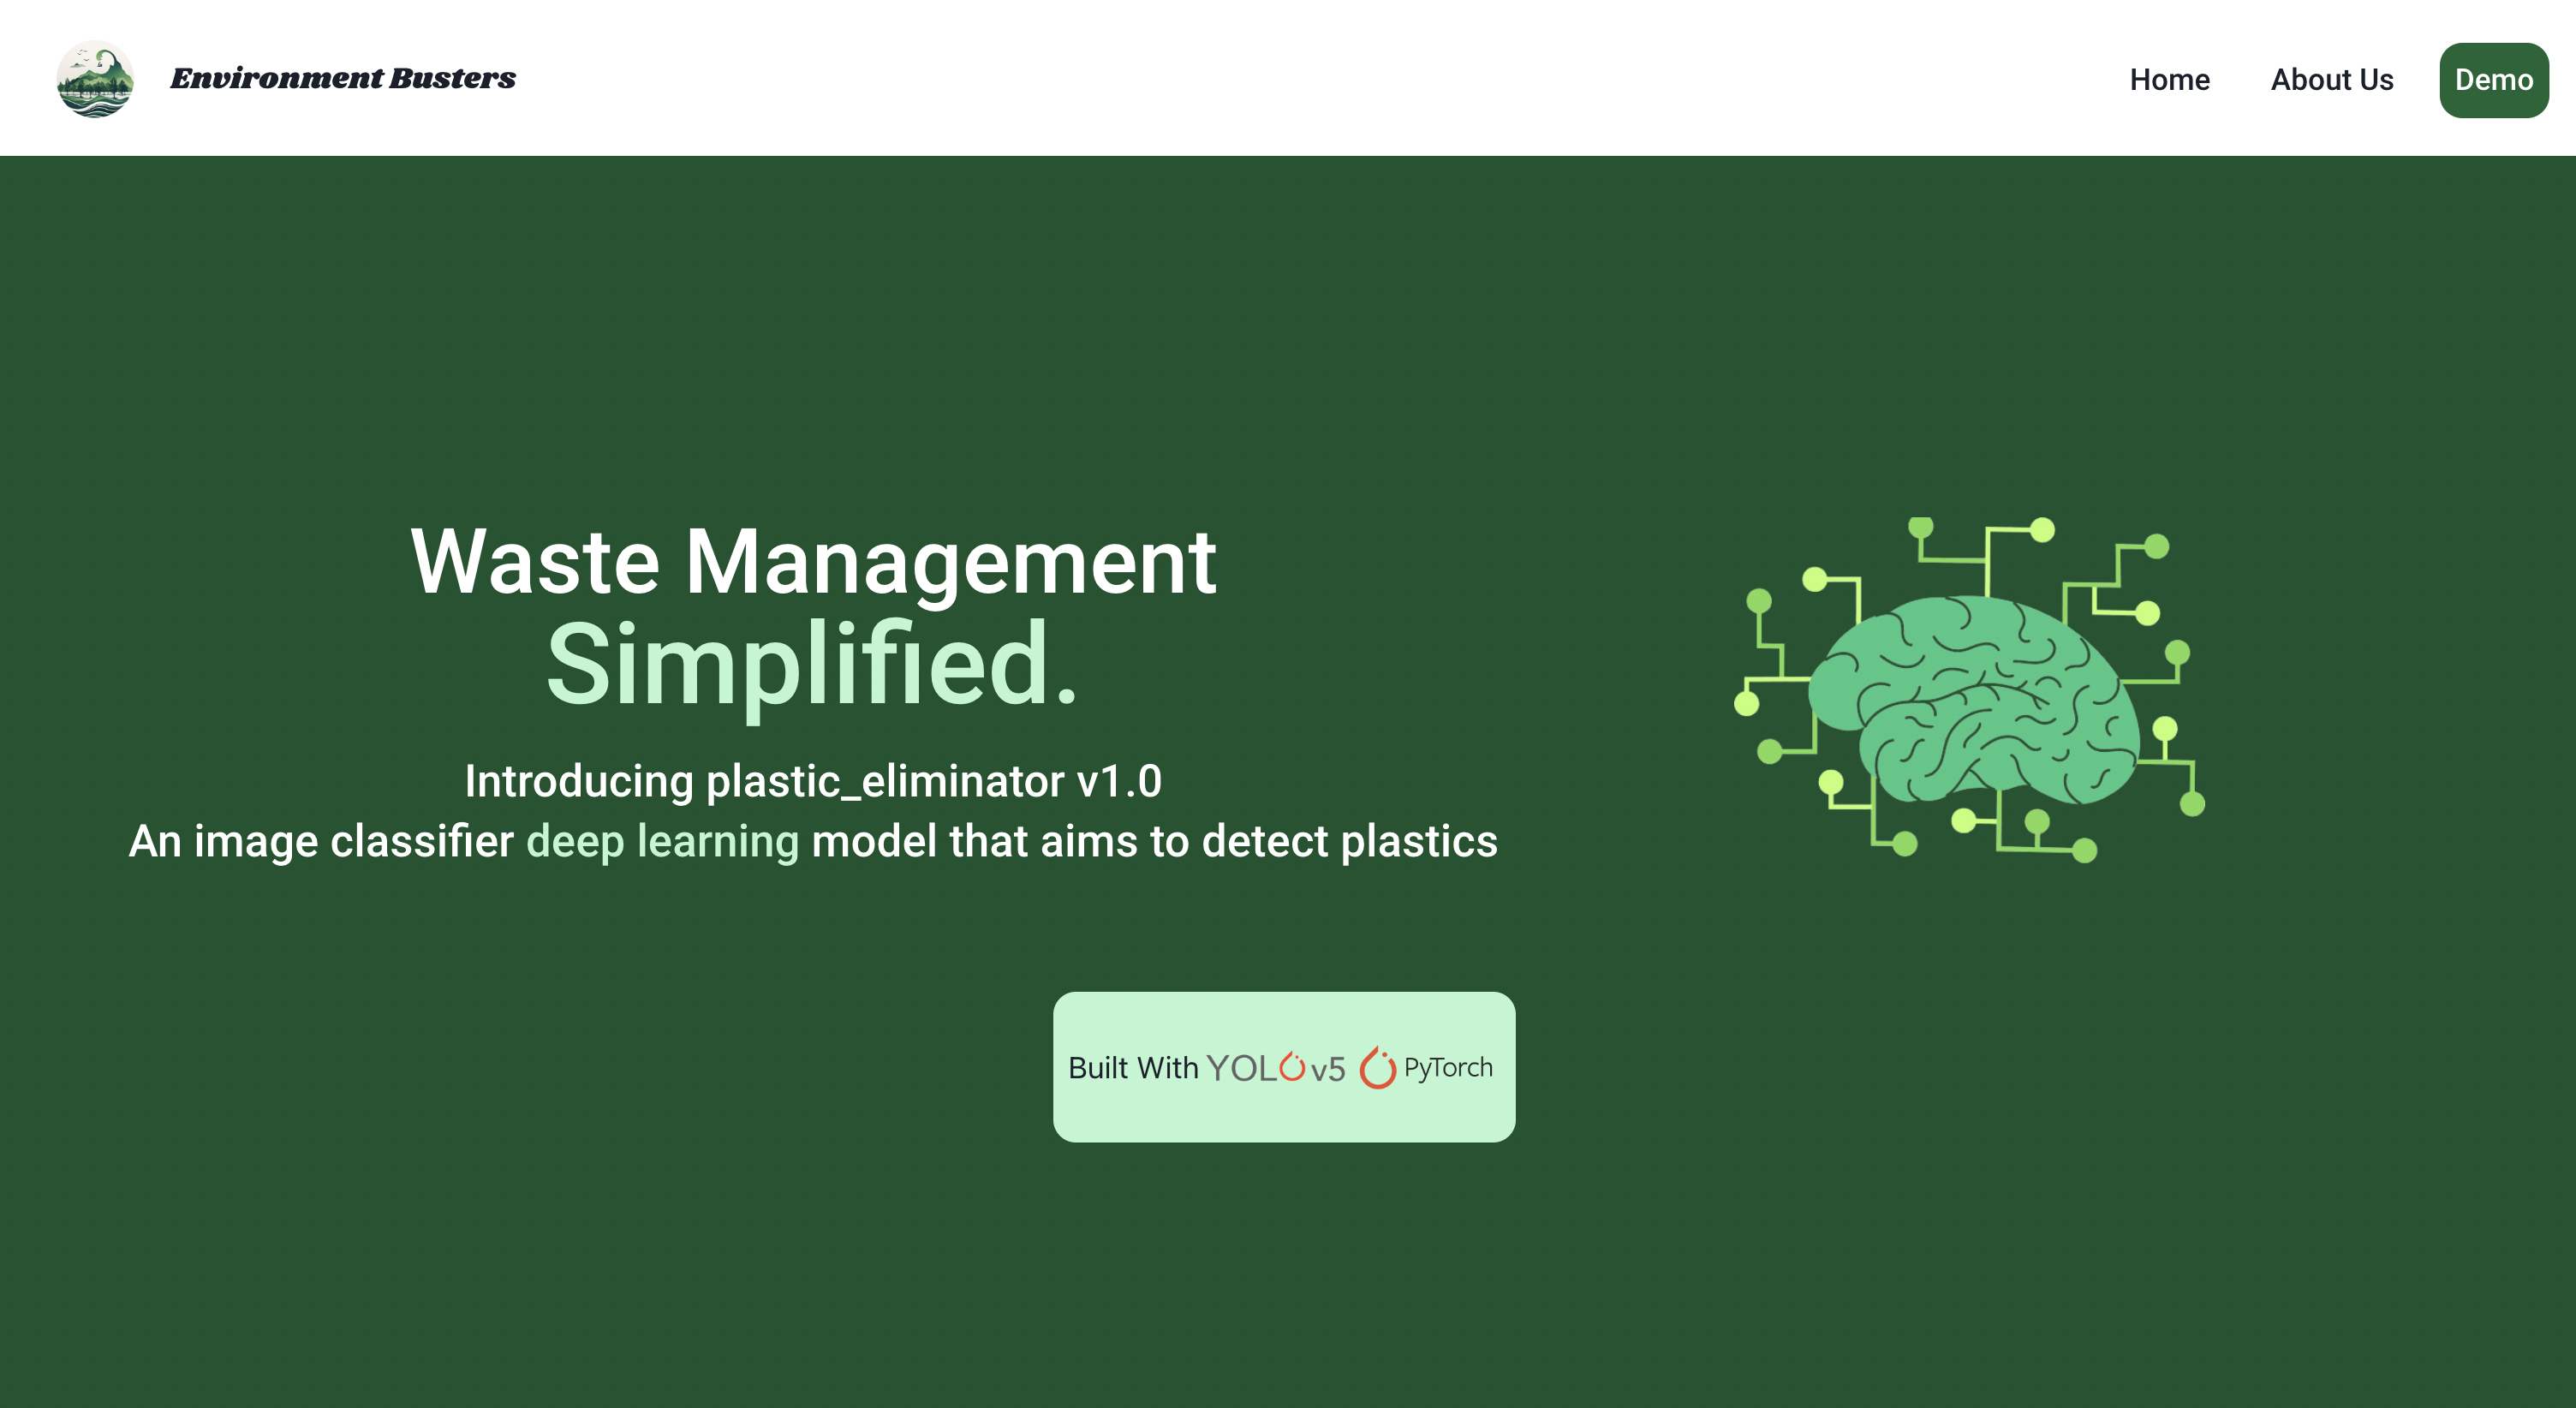 Environment Busters
Home
About Us
Demo
Waste Management
Simplified.
Introducing plastic_eliminator v1.0
An image classifier deep learning model that aims to detect plastics
Built With YOLOv5 PyTorch